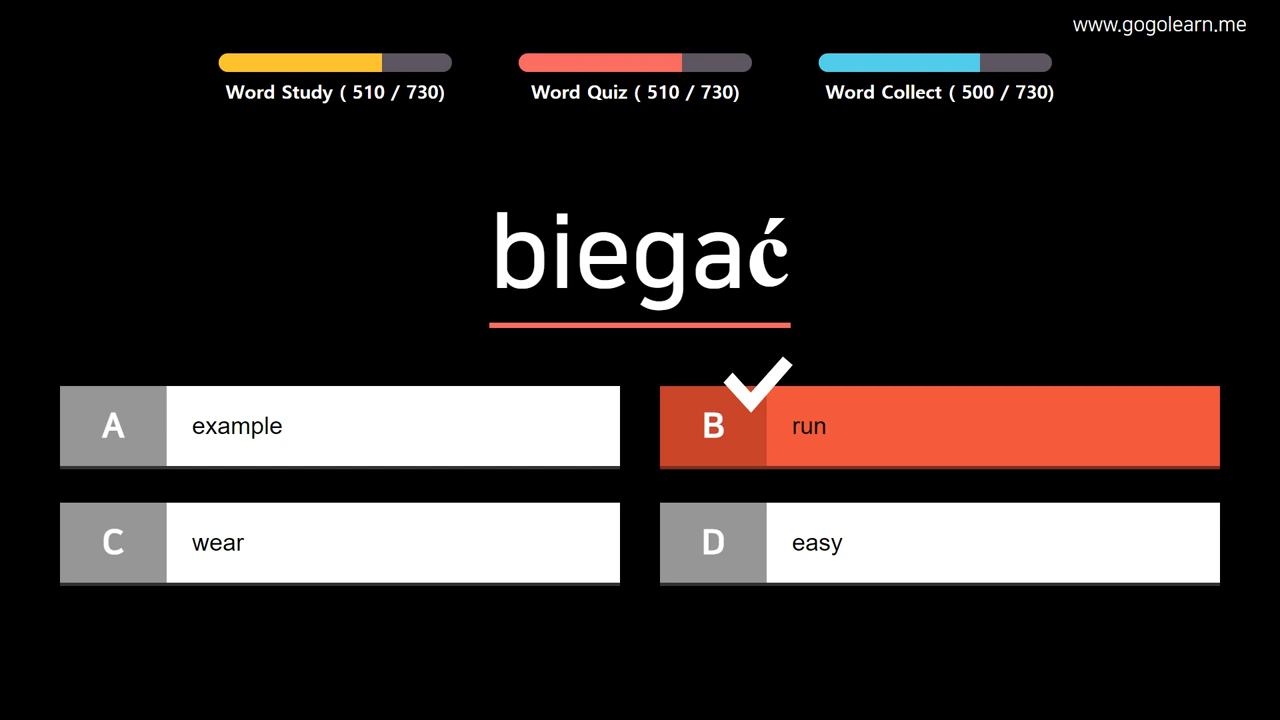 www.gogolearn.me
Word Study ( 510 / 730)
Word Quiz ( 510 / 730)
Word Collect ( 500 / 730)
biegać
A example
B run
C wear
D easy